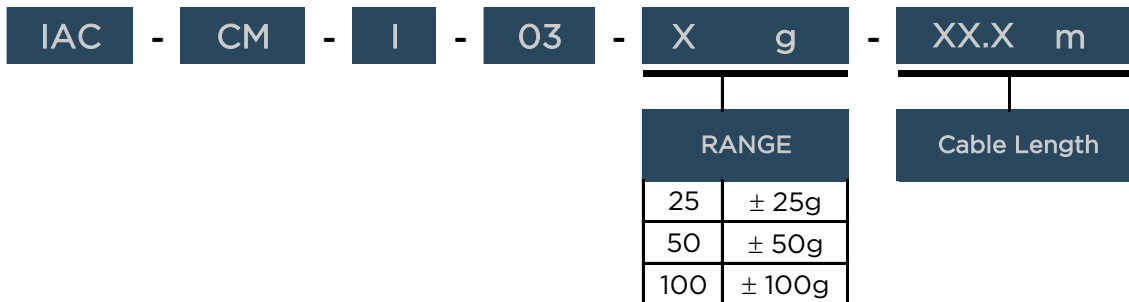 IAC - CM - I - 03 - X g - XX.X m
RANGE Cable Length
25 ± 25g
50 ± 50g
100 ± 100g